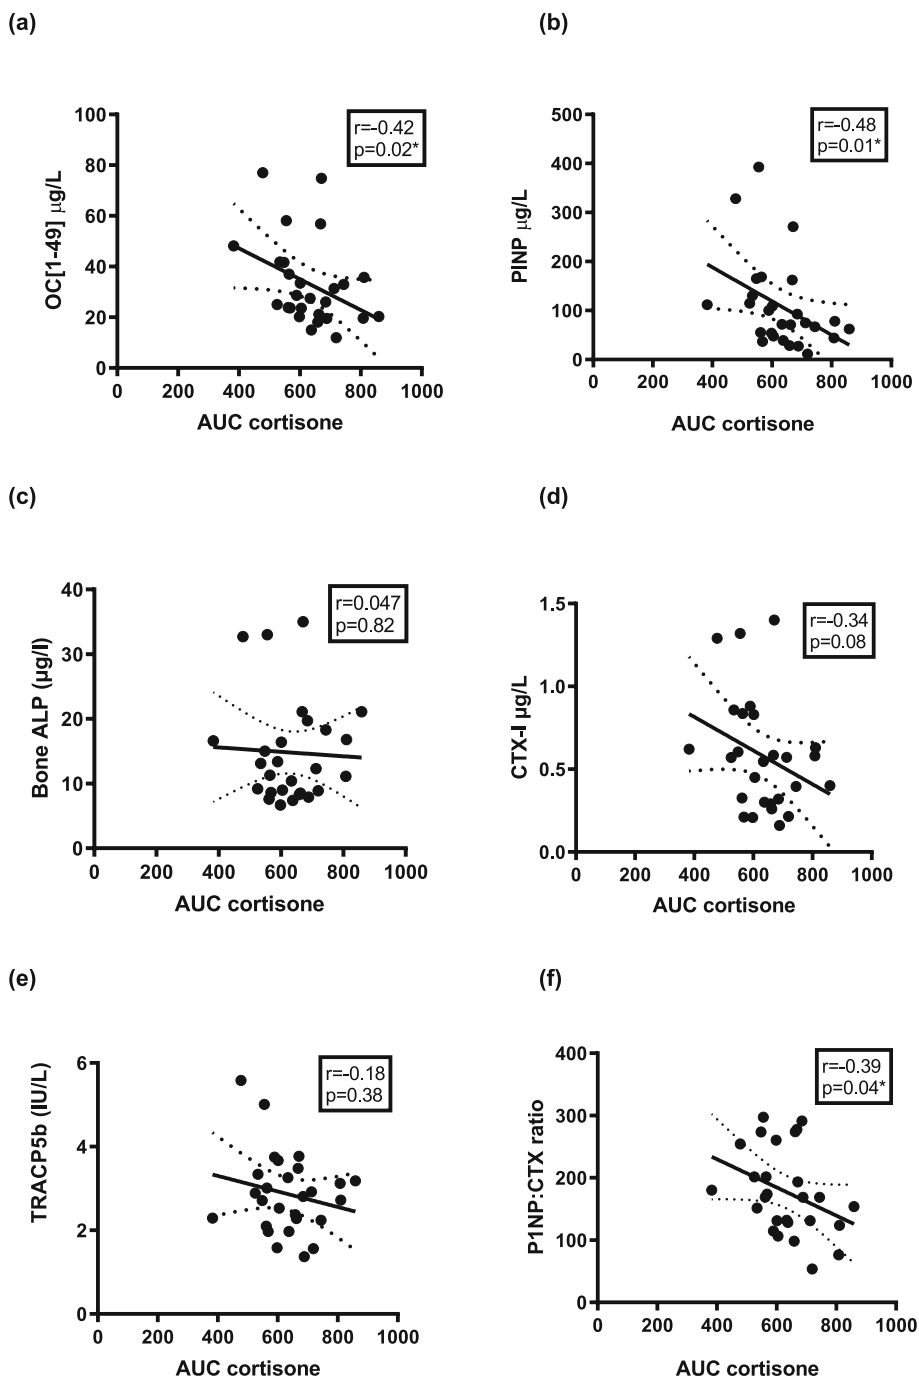 (a)
(b)
OC[1-49] µg/L
100
80
60
40
20
0
r=-0.42
p=0.02*
0 200 400 600 800 1000
AUC cortisone
PINP µg/L
500
400
300
200
100
0
r=-0.48
p=0.01*
0 200 400 600 800 1000
AUC cortisone
(c)
(d)
Bone ALP (µg/l)
40
30
20
10
0
r=0.047
p=0.82
0 200 400 600 800 1000
AUC cortisone
CTX-I µg/L
1.5
1.0
0.5
0.0
r=-0.34
p=0.08
0 200 400 600 800 1000
AUC cortisone
(e)
(f)
TRACP5b (IU/L)
6
4
2
0
r=-0.18
p=0.38
0 200 400 600 800 1000
AUC cortisone
P1NP:CTX ratio
400
300
200
100
0
r=-0.39
p=0.04*
0 200 400 600 800 1000
AUC cortisone